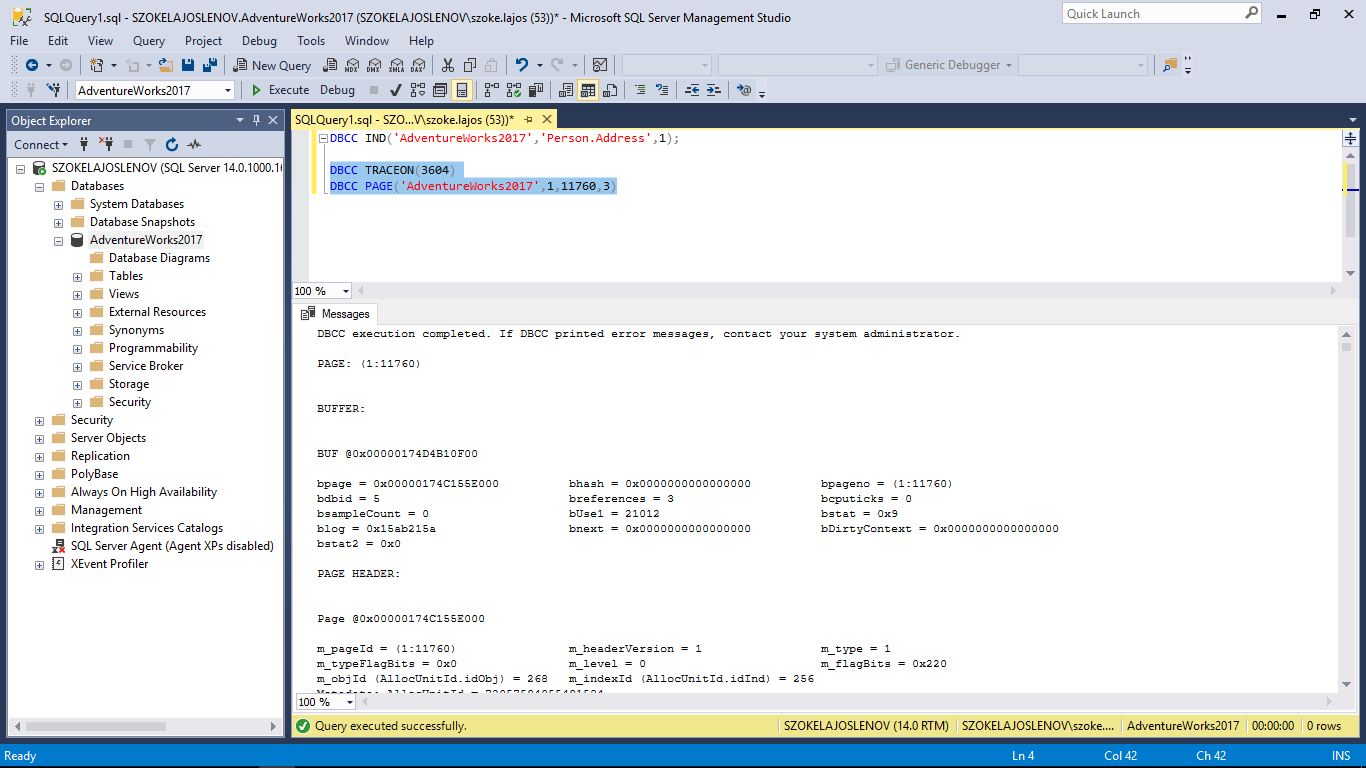 SQLQuery1.sql - SZOKELAJOSLENOV.AdventureWorks2017 (SZOKELAJOSLENOV\szoke.lajos (53))* - Microsoft SQL Server Management Studio
Quick Launch
File Edit View Query Project Debug Tools Window Help
New Query MDX DMX XMLA DAX Generic Debugger
AdventureWorks2017 Execute Debug
Object Explorer
Connect
SZOKELAJOSLENOV (SQL Server 14.0.1000.16
Databases
System Databases
Database Snapshots
AdventureWorks2017
Database Diagrams
Tables
Views
External Resources
Synonyms
Programmability
Service Broker
Storage
Security
Security
Server Objects
Replication
PolyBase
Always On High Availability
Management
Integration Services Catalogs
SQL Server Agent (Agent XPs disabled)
XEvent Profiler
SQLQuery1.sql - SZO...V\szoke.lajos (53))*
DBCC IND('AdventureWorks2017','Person.Address',1);
DBCC TRACEON(3604)
DBCC PAGE('AdventureWorks2017',1,11760,3)
100 %
Messages
DBCC execution completed. If DBCC printed error messages, contact your system administrator.
PAGE: (1:11760)
BUFFER:
BUF @0x00000174D4B10F00
bpage = 0x00000174C155E000 bhash = 0x0000000000000000 bpageno = (1:11760)
bdbid = 5 breferences = 3 bcputicks = 0
bsampleCount = 0 bUse1 = 21012 bstat = 0x9
blog = 0x15ab215a bnext = 0x0000000000000000 bDirtyContext = 0x0000000000000000
bstat2 = 0x0
PAGE HEADER:
Page @0x00000174C155E000
m_pageId = (1:11760) m_headerVersion = 1 m_type = 1
m_typeFlagBits = 0x0 m_level = 0 m_flagBits = 0x220
m_objId (AllocUnitId.idObj) = 268 m_indexId (AllocUnitId.idInd) = 256
100 %
Query executed successfully. SZOKELAJOSLENOV (14.0 RTM) SZOKELAJOSLENOV\szoke.... AdventureWorks2017 00:00:00 0 rows
Ready Ln 4 Col 42 Ch 42 INS